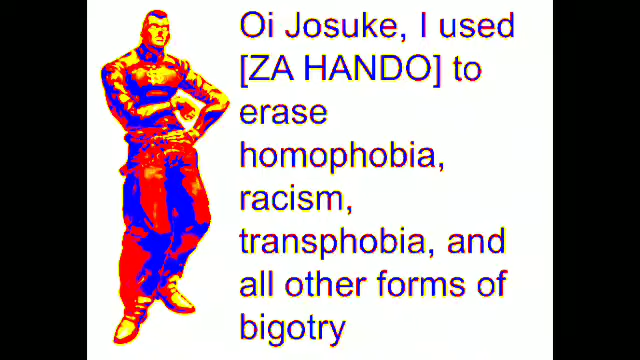 Oi Josuke, I used
[ZA HANDO] to
erase
homophobia,
racism,
transphobia, and
all other forms of
bigotry